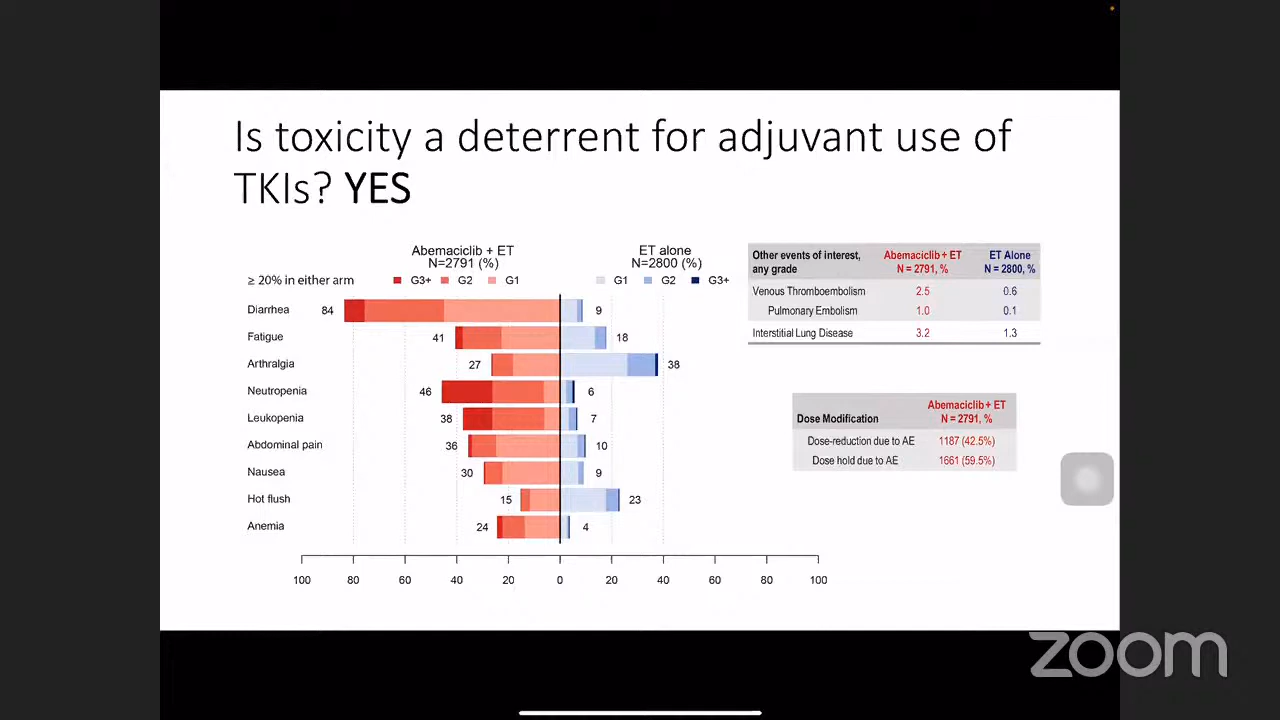 Is toxicity a deterrent for adjuvant use of
TKIs? YES
Abemaciclib + ET
N=2791 (%)
ET alone
N=2800 (%)
≥ 20% in either arm
G3+ G2 G1
G1 G2 G3+
Diarrhea 84 9
Fatigue 41 18
Arthralgia 27 38
Neutropenia 46 6
Leukopenia 38 7
Abdominal pain 36 10
Nausea 30 9
Hot flush 15 23
Anemia 24 4
100 80 60 40 20 0 20 40 60 80 100
Other events of interest, any grade
Abemaciclib + ET
N = 2791, %
ET Alone
N = 2800, %
Venous Thromboembolism 2.5 0.6
Pulmonary Embolism 1.0 0.1
Interstitial Lung Disease 3.2 1.3
Dose Modification
Abemaciclib + ET
N = 2791, %
Dose-reduction due to AE 1187 (42.5%)
Dose hold due to AE 1661 (59.5%)
zoom